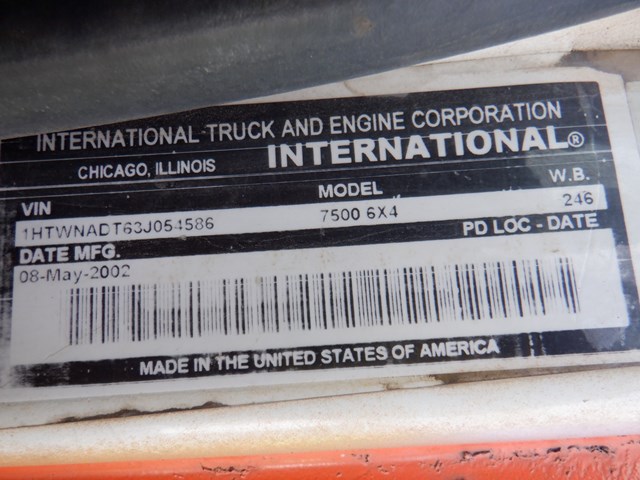 INTERNATIONAL TRUCK AND ENGINE CORPORATION
CHICAGO, ILLINOIS INTERNATIONAL®
VIN MODEL W.B.
1HTWNADT63J054586 7500 6X4 246
DATE MFG. PD LOC - DATE
08-May-2002
MADE IN THE UNITED STATES OF AMERICA